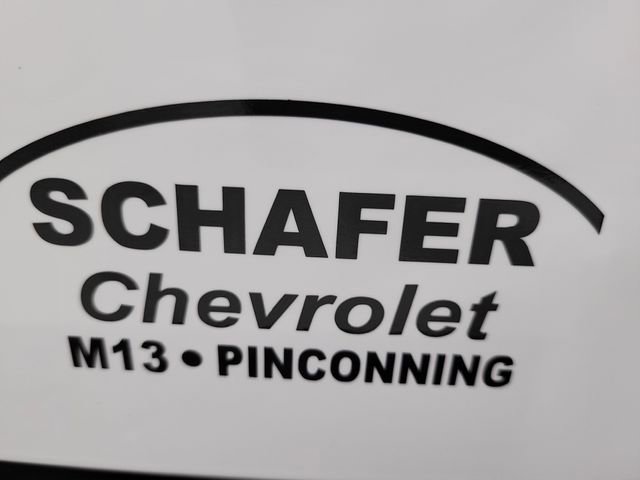 SCHAFER
Chevrolet
M13 • PINCONNING